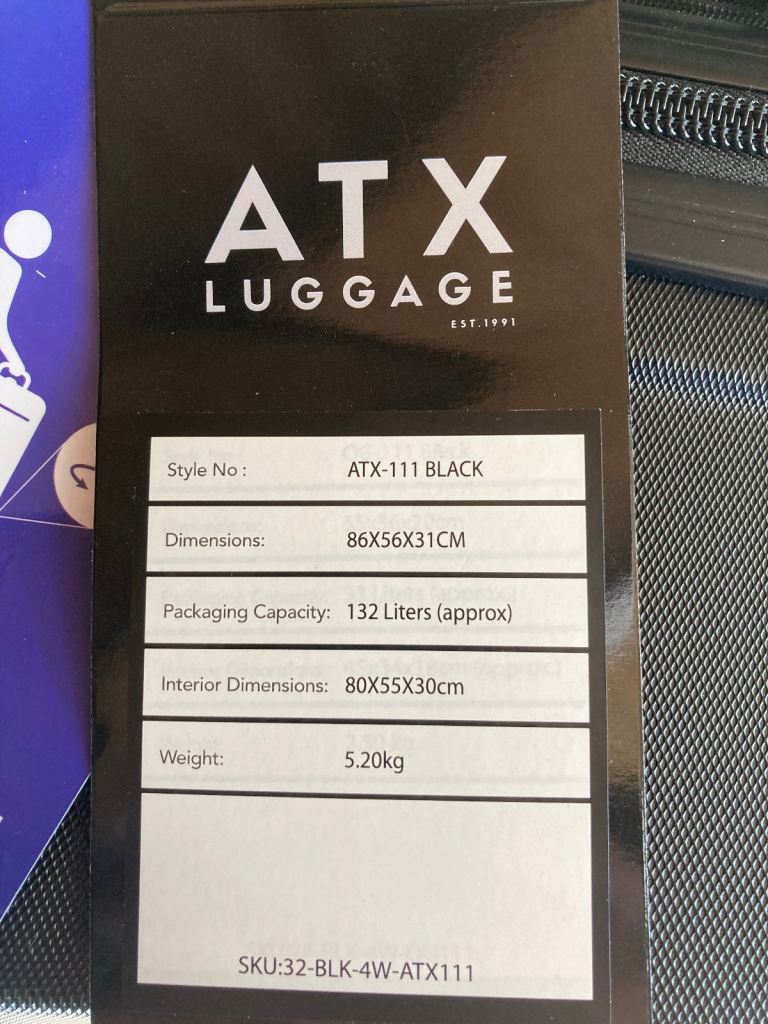 ATX
LUGGAGE
EST.1991
Style No : ATX-111 BLACK
Dimensions: 86X56X31CM
Packaging Capacity: 132 Liters (approx)
Interior Dimensions: 80X55X30cm
Weight: 5.20kg
SKU:32-BLK-4W-ATX111